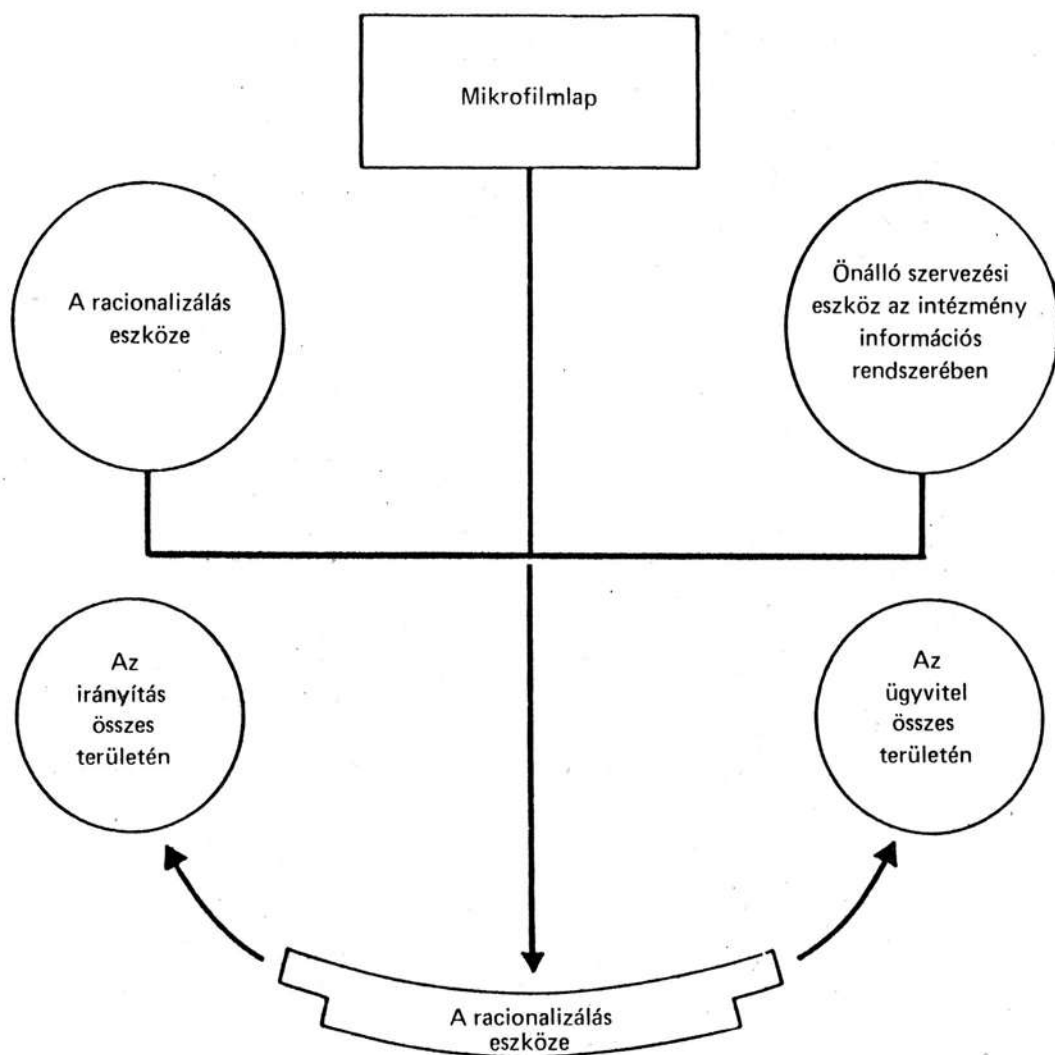 Mikrofilmlap
A racionalizálás
eszköze
Önálló szervezési
eszköz az intézmény
információs
rendszerében
Az
irányítás
összes
területén
Az
ügyvitel
összes
területén
A racionalizálás
eszköze